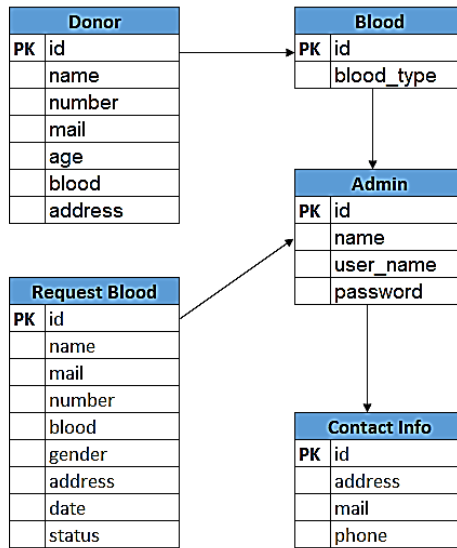 Donor
PK id
name
number
mail
age
blood
address
Blood
PK id
blood_type
Admin
PK id
name
user_name
password
Request Blood
PK id
name
mail
number
blood
gender
address
date
status
Contact Info
PK id
address
mail
phone